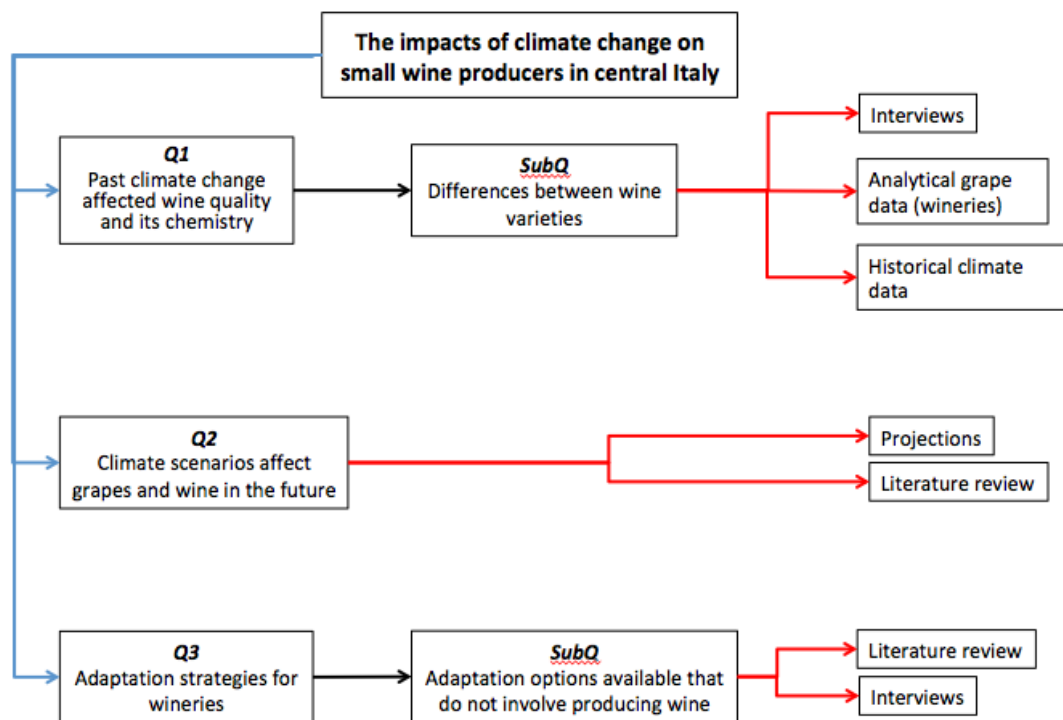 The impacts of climate change on
small wine producers in central Italy
Q1
Past climate change
affected wine quality
and its chemistry
SubQ
Differences between wine
varieties
Interviews
Analytical grape
data (wineries)
Historical climate
data
Q2
Climate scenarios affect
grapes and wine in the future
Projections
Literature review
Q3
Adaptation strategies for
wineries
SubQ
Adaptation options available that
do not involve producing wine
Literature review
Interviews